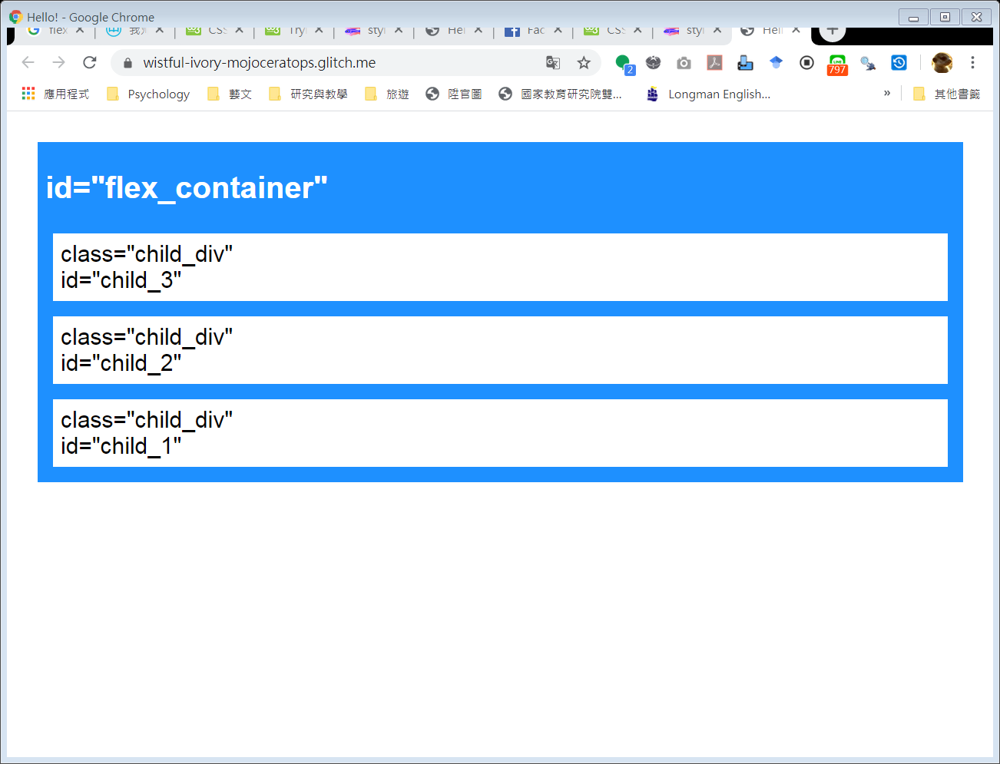 Hello! - Google Chrome
flex
CSS
Try
styl
Hel
Fac
CSS
styl
Hell
wistful-ivory-mojoceratops.glitch.me
2
797
應用程式 Psychology 藝文 研究與教學 旅遊 陞官圖 國家教育研究院雙... Longman English... » 其他書籤
id="flex_container"
class="child_div"
id="child_3"
class="child_div"
id="child_2"
class="child_div"
id="child_1"